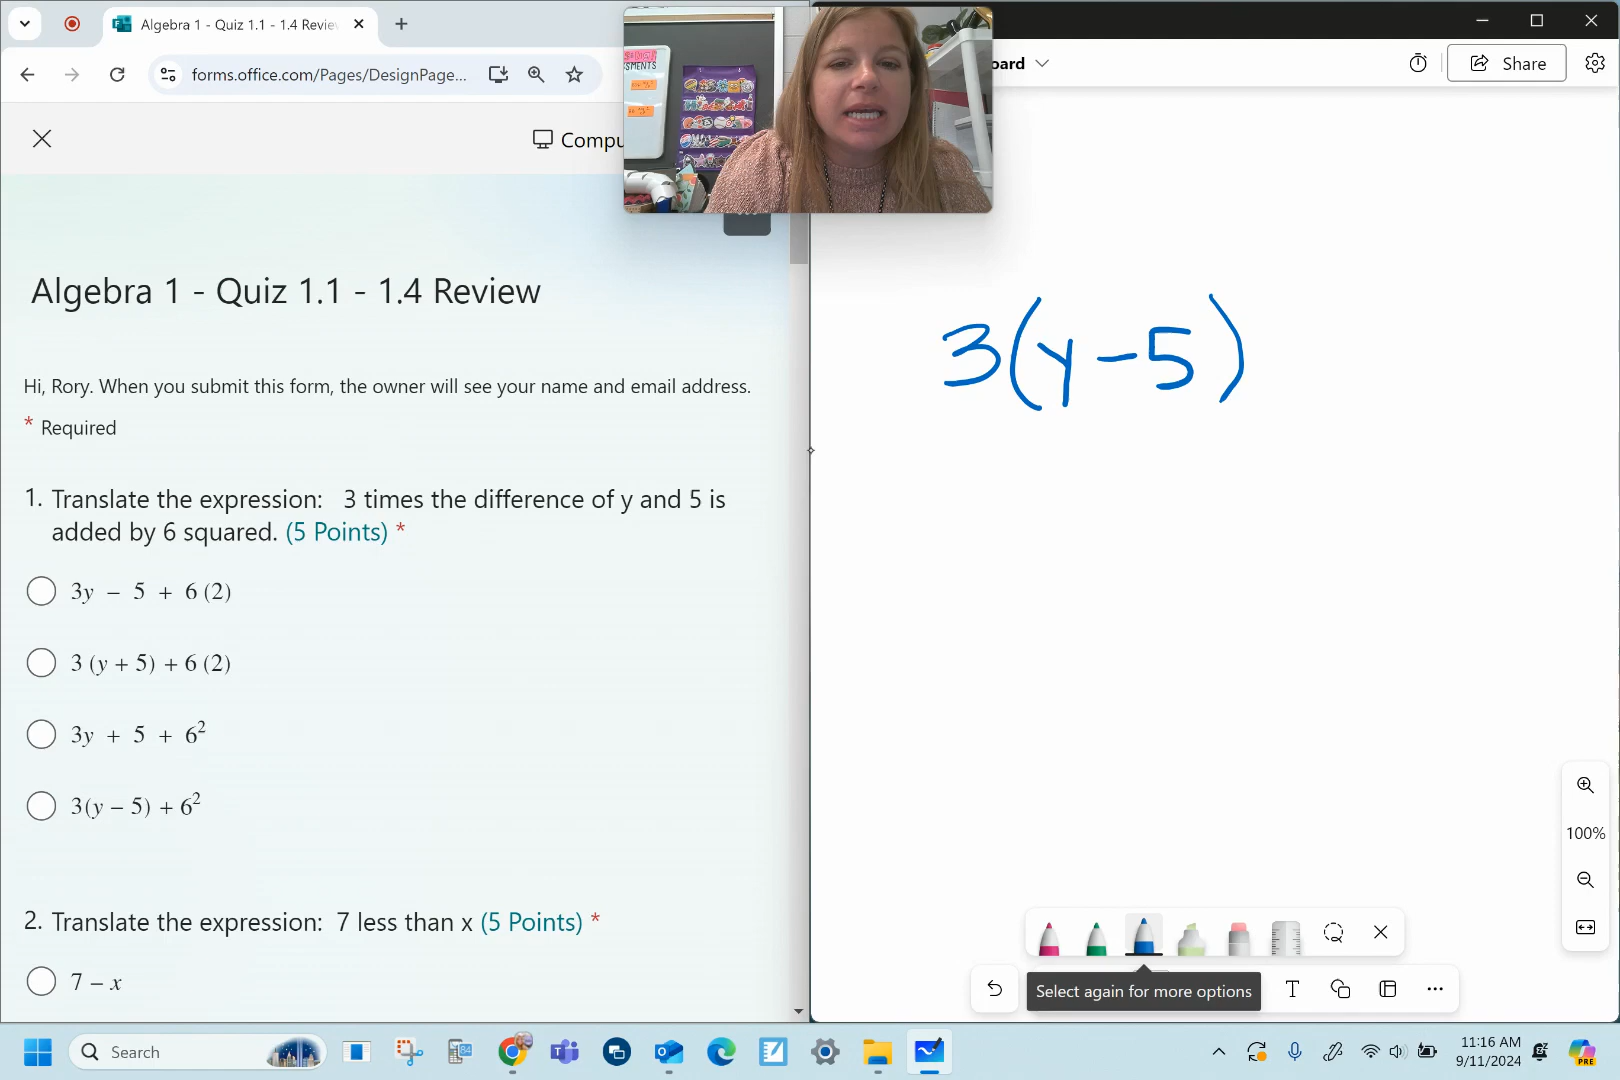 Algebra 1 - Quiz 1.1 - 1.4 Revie
forms.office.com/Pages/DesignPage...
SMENTS
oard
Share
Compu
Algebra 1 - Quiz 1.1 - 1.4 Review
Hi, Rory. When you submit this form, the owner will see your name and email address.
* Required
1. Translate the expression: 3 times the difference of y and 5 is
added by 6 squared. (5 Points) *
3y − 5 + 6 (2)
3 (y + 5) + 6 (2)
3y + 5 + 6²
3(y − 5) + 6²
2. Translate the expression: 7 less than x (5 Points) *
7 − x
3(y − 5)
100%
Select again for more options
T
Search
11:16 AM
9/11/2024
PRE